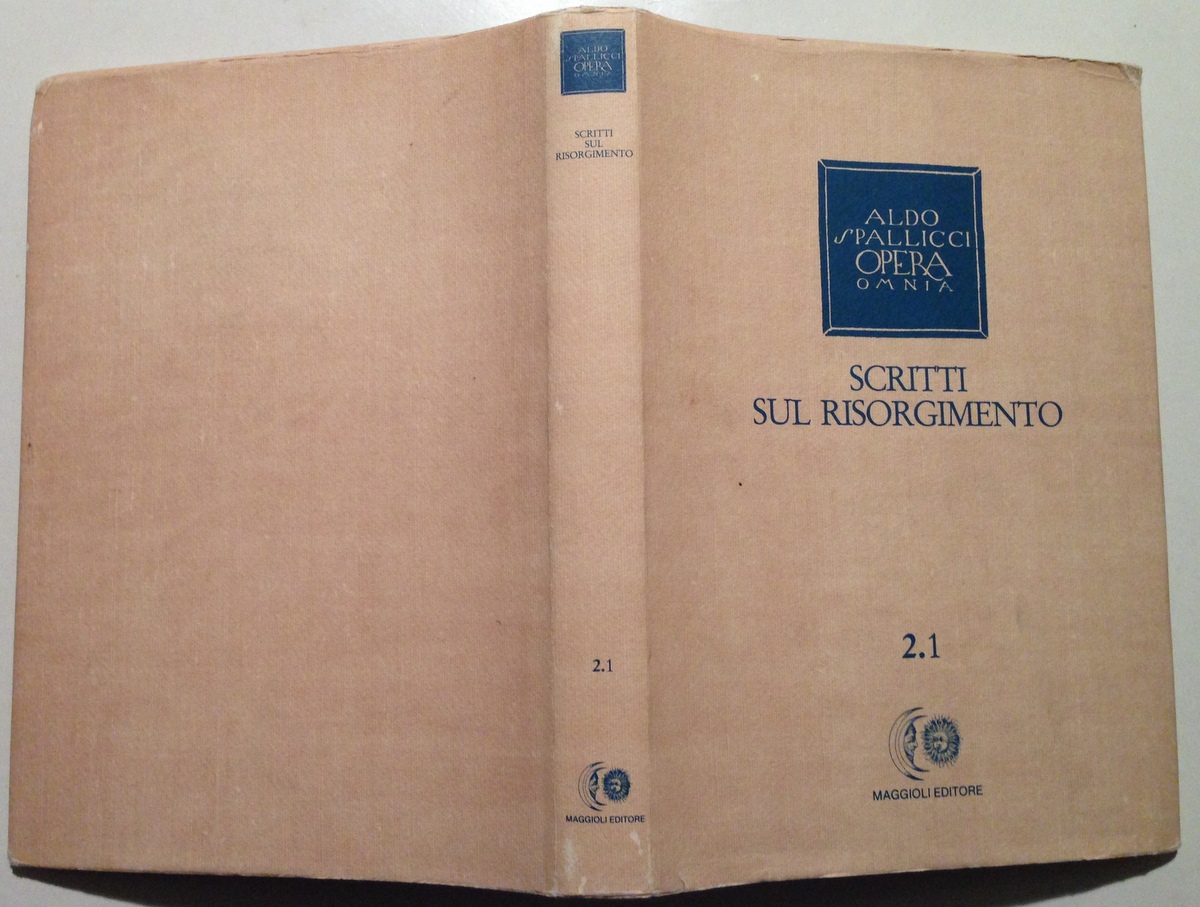 ALDO
SPALLICCI
OPERA
OMNIA
SCRITTI
SUL
RISORGIMENTO
2.1
MAGGIOLI EDITORE
ALDO
SPALLICCI
OPERA
OMNIA
SCRITTI
SUL RISORGIMENTO
2.1
MAGGIOLI EDITORE